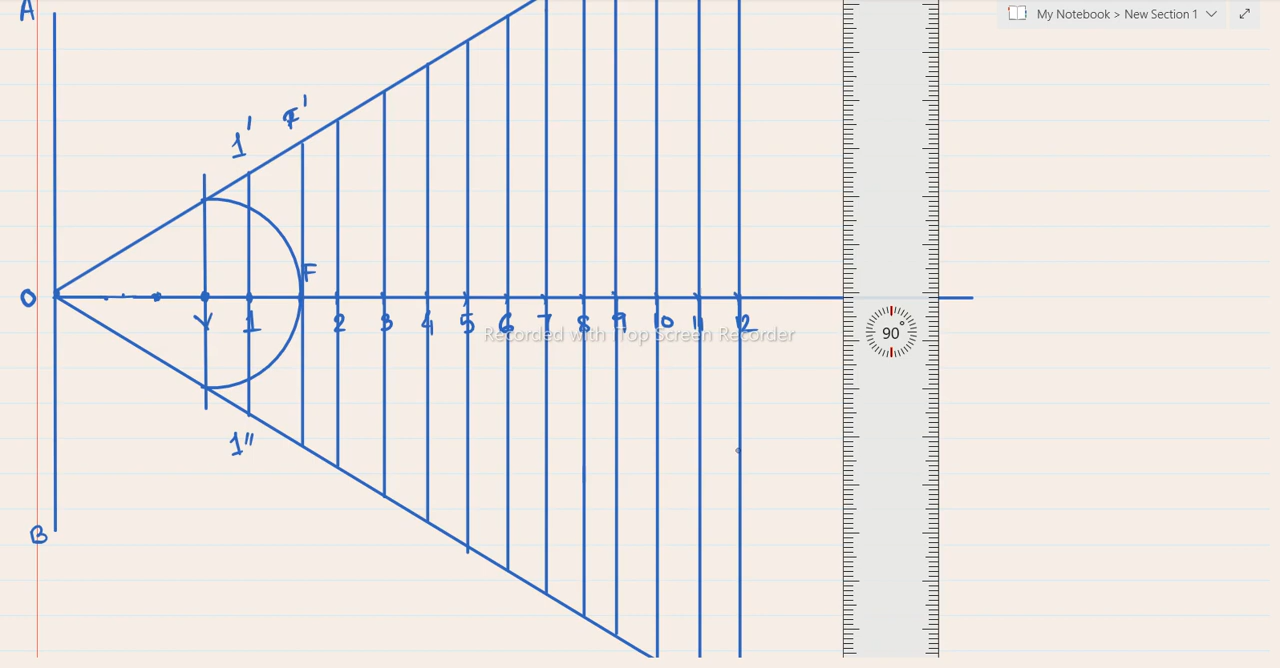 A
My Notebook > New Section 1
F'
1'
F
O
V 1 2 3 4 5 6 7 8 9 10 11 12
Recorded with iTop Screen Recorder
90°
1"
B